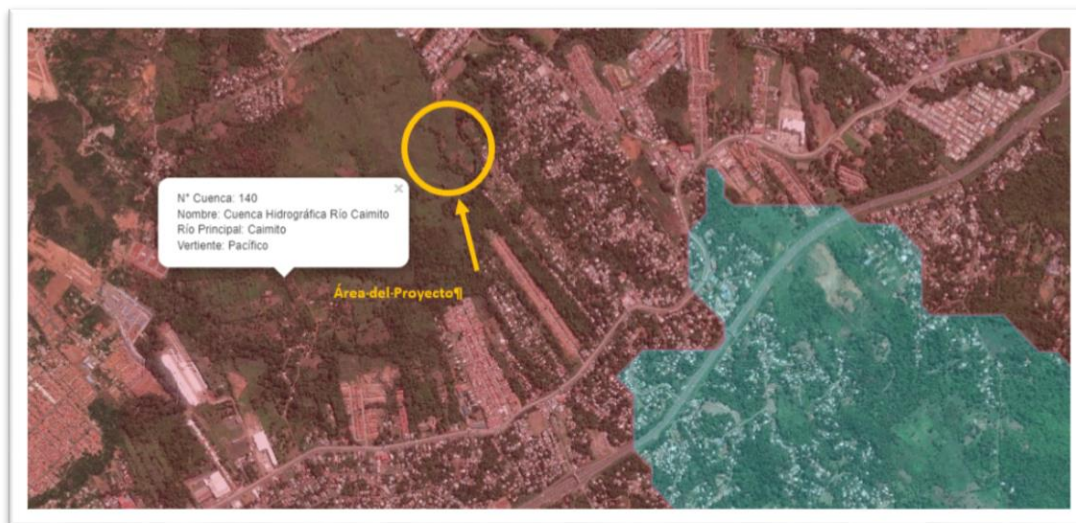 N° Cuenca: 140
Nombre: Cuenca Hidrográfica Río Caimito
Río Principal: Caimito
Vertiente: Pacífico
Área·del·Proyecto¶